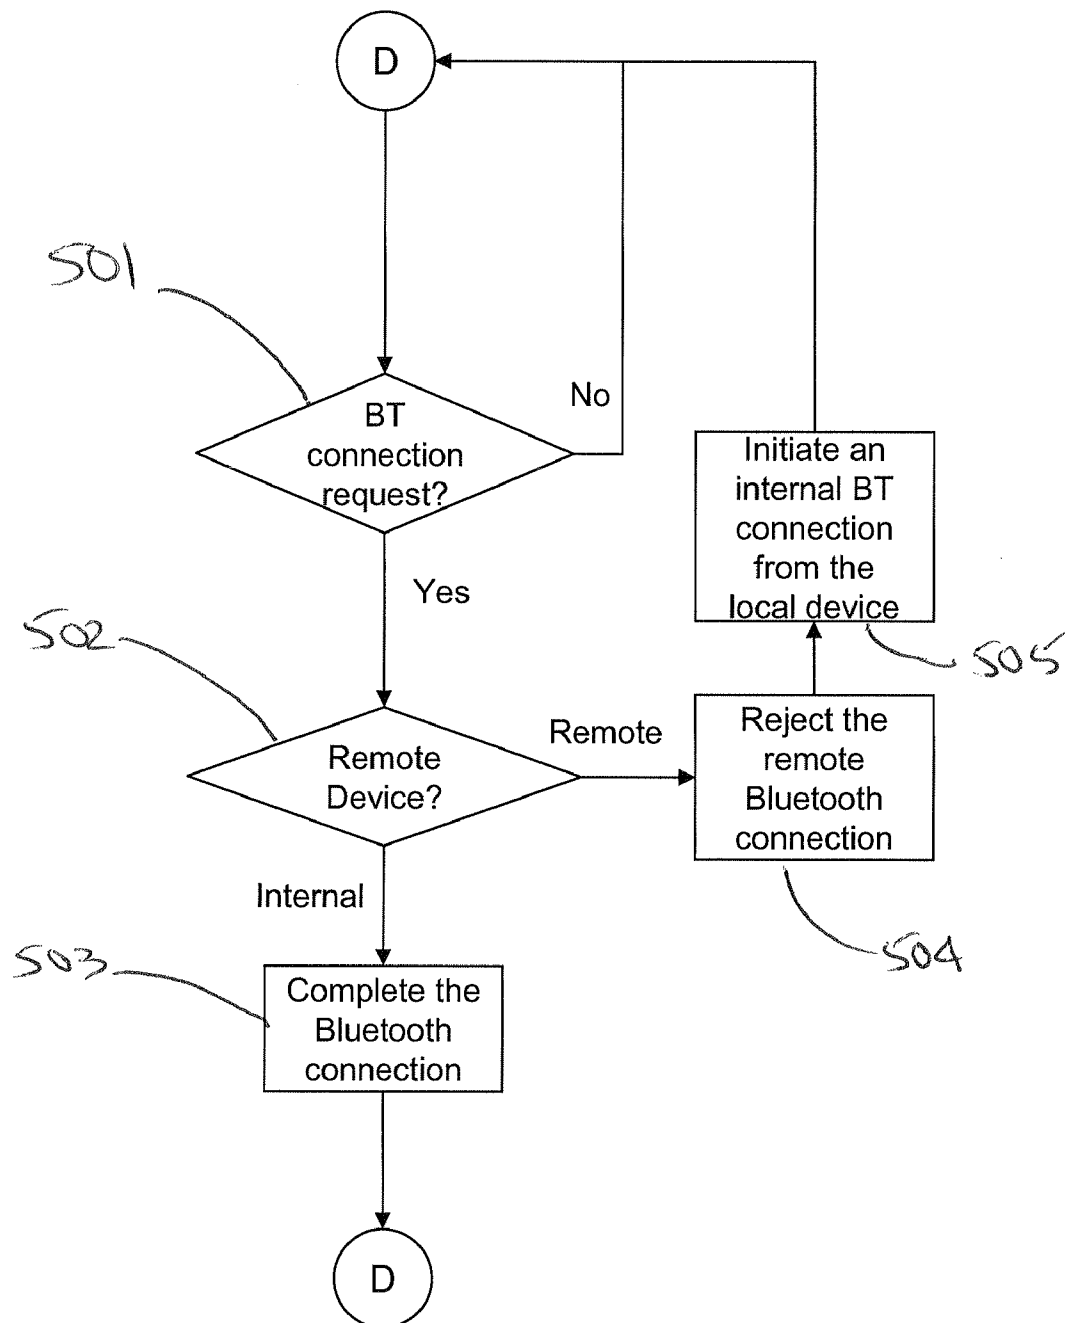 D
501
BT
connection
request?
No
Initiate an
internal BT
connection
from the
local device
505
Yes
502
Remote
Device?
Remote
Reject the
remote
Bluetooth
connection
504
Internal
503
Complete the
Bluetooth
connection
D